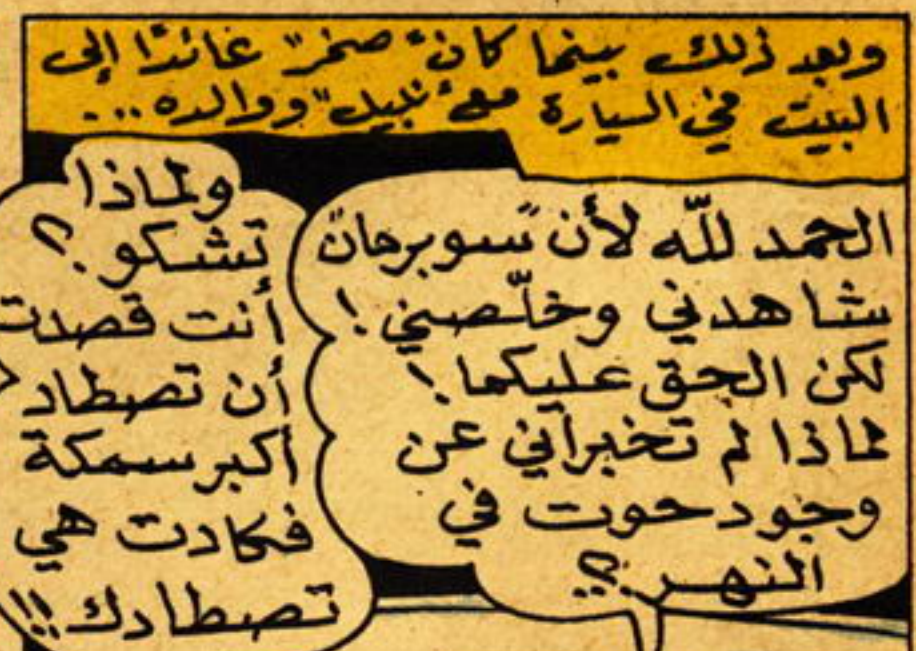 وبعد ذلك بينما كان "صخر" عائدًا إلى
البيت في السيارة مع "نبيل" ووالده ...
الحمد للّه لأن "سوبرمان"
شاهدني وخلّصني !
لكن الحق عليكما !
لماذا لم تخبراني عن
وجود حوت في
النهر ؟!
ولماذا
تشكو ؟
أنت قصدت
أن تصطاد
أكبر سمكة
فكادت هي
تصطادك !!